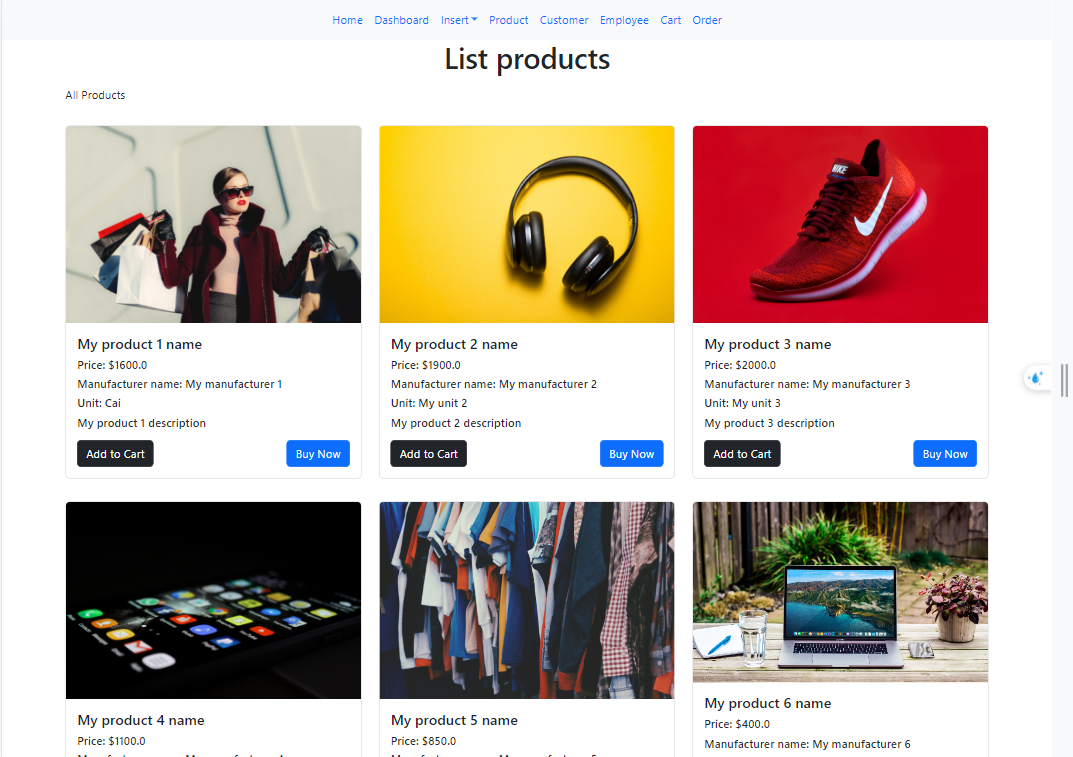 Home Dashboard Insert Product Customer Employee Cart Order
List products
All Products
NIKE
My product 1 name
Price: $1600.0
Manufacturer name: My manufacturer 1
Unit: Cai
My product 1 description
Add to Cart Buy Now
My product 2 name
Price: $1900.0
Manufacturer name: My manufacturer 2
Unit: My unit 2
My product 2 description
Add to Cart Buy Now
My product 3 name
Price: $2000.0
Manufacturer name: My manufacturer 3
Unit: My unit 3
My product 3 description
Add to Cart Buy Now
My product 4 name
Price: $1100.0
My product 5 name
Price: $850.0
My product 6 name
Price: $400.0
Manufacturer name: My manufacturer 6